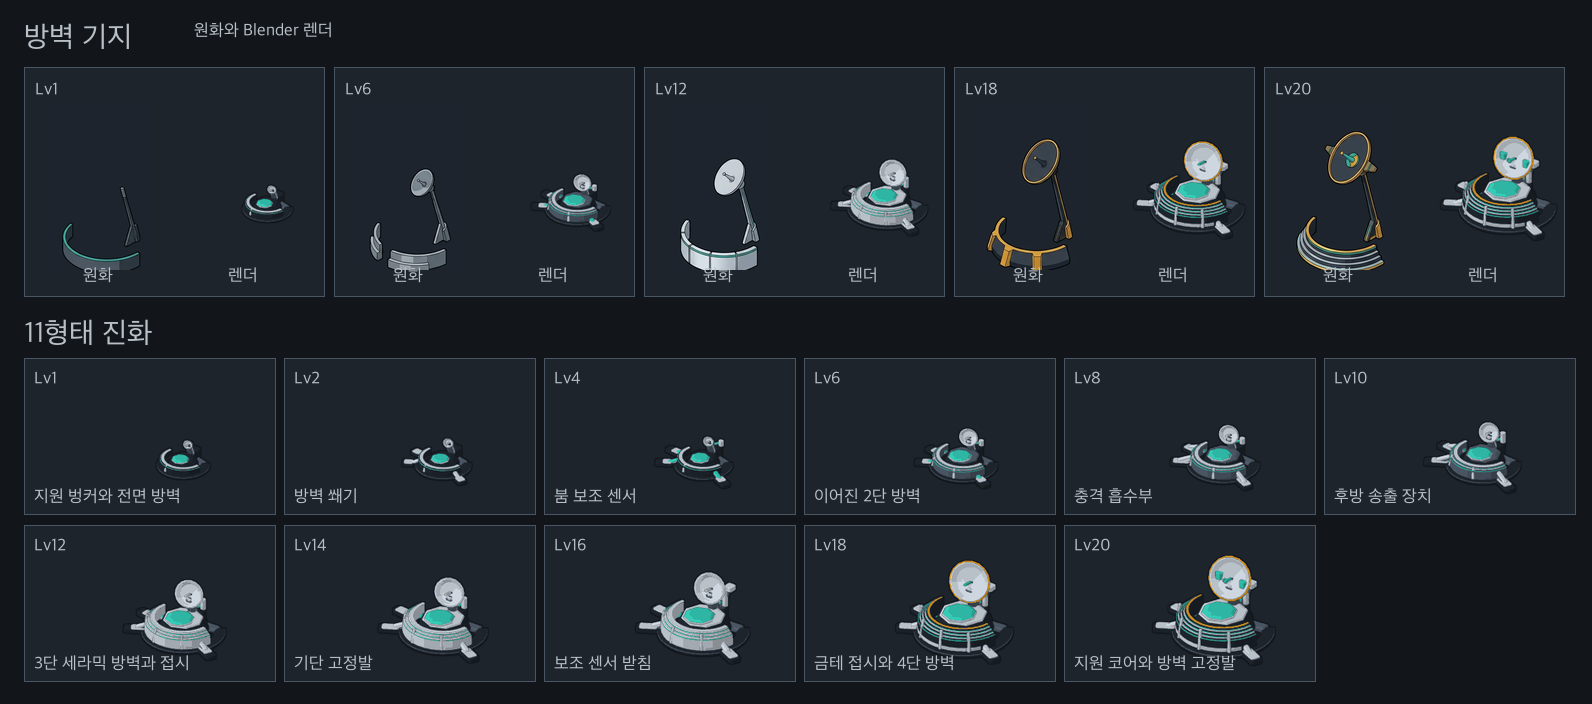 방벽 기지
원화와 Blender 렌더
Lv1
Lv6
Lv12
Lv18
Lv20
원화
렌더
원화
렌더
원화
렌더
원화
렌더
원화
렌더
11형태 진화
Lv1
Lv2
Lv4
Lv6
Lv8
Lv10
지원 벙커와 전면 방벽
방벽 쐐기
붐 보조 센서
이어진 2단 방벽
충격 흡수부
후방 송출 장치
Lv12
Lv14
Lv16
Lv18
Lv20
3단 세라믹 방벽과 접시
기단 고정발
보조 센서 받침
금테 접시와 4단 방벽
지원 코어와 방벽 고정발